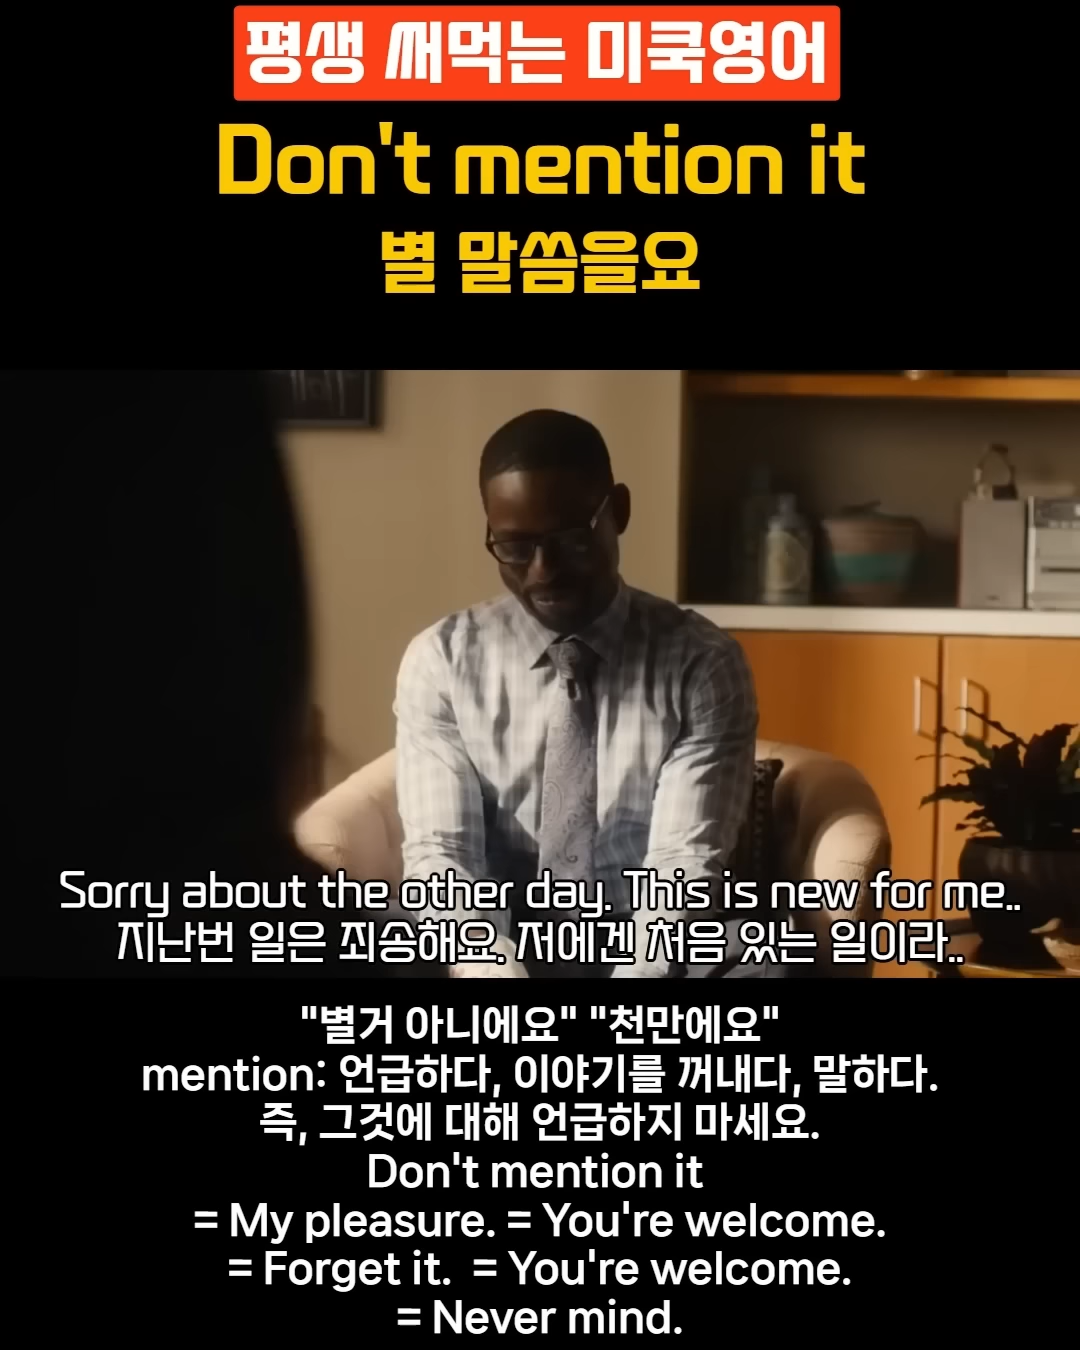 평생 써먹는 미쿡영어
Don't mention it
별 말씀을요
Sorry about the other day. This is new for me..
지난번 일은 죄송해요. 저에겐 처음 있는 일이라..
"별거 아니에요" "천만에요"
mention: 언급하다, 이야기를 꺼내다, 말하다.
즉, 그것에 대해 언급하지 마세요.
Don't mention it
= My pleasure. = You're welcome.
= Forget it.  = You're welcome.
= Never mind.